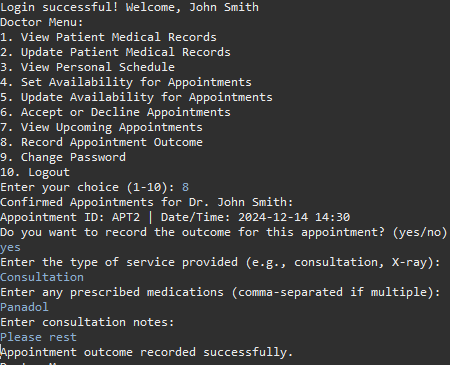 Login successful! Welcome, John Smith
Doctor Menu:
1. View Patient Medical Records
2. Update Patient Medical Records
3. View Personal Schedule
4. Set Availability for Appointments
5. Update Availability for Appointments
6. Accept or Decline Appointments
7. View Upcoming Appointments
8. Record Appointment Outcome
9. Change Password
10. Logout
Enter your choice (1-10): 8
Confirmed Appointments for Dr. John Smith:
Appointment ID: APT2 | Date/Time: 2024-12-14 14:30
Do you want to record the outcome for this appointment? (yes/no)
yes
Enter the type of service provided (e.g., consultation, X-ray):
Consultation
Enter any prescribed medications (comma-separated if multiple):
Panadol
Enter consultation notes:
Please rest
Appointment outcome recorded successfully.